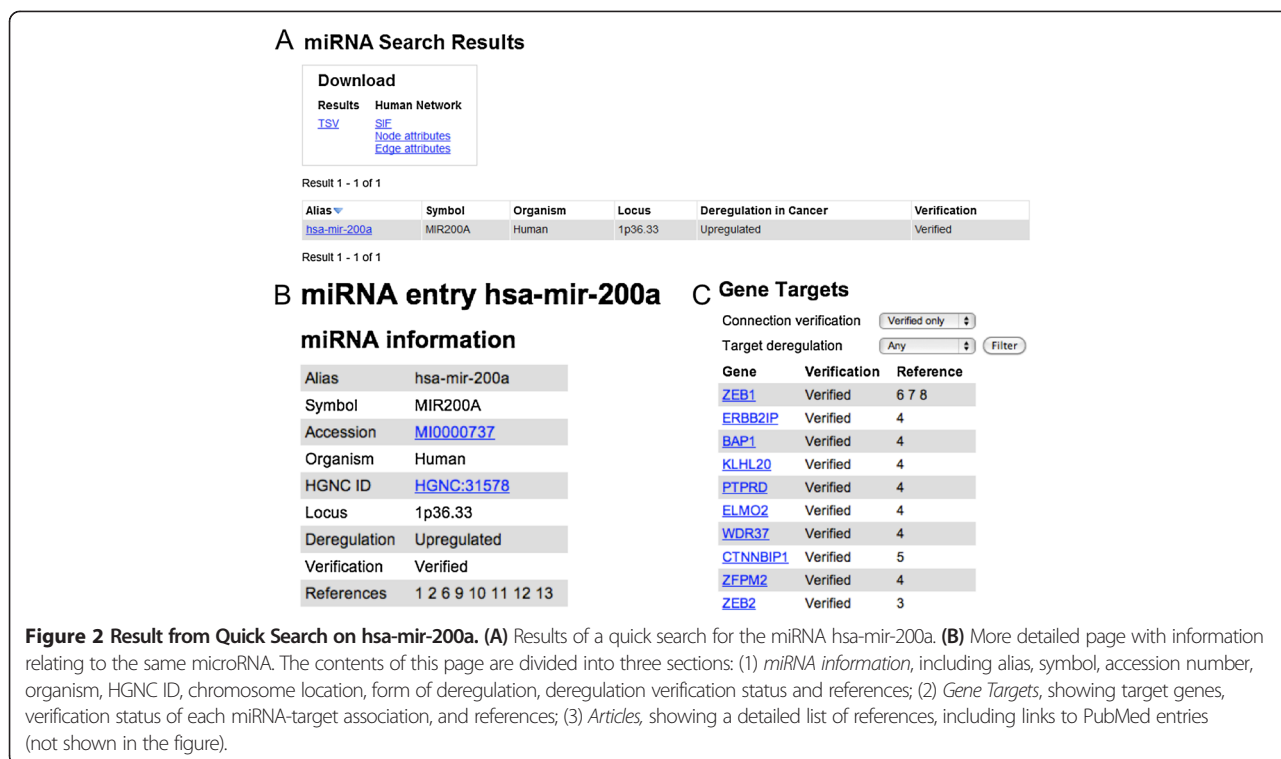 A miRNA Search Results
Download
Results Human Network
TSV SIF
Node attributes
Edge attributes
Result 1 - 1 of 1
Alias Symbol Organism Locus Deregulation in Cancer Verification
hsa-mir-200a MIR200A Human 1p36.33 Upregulated Verified
Result 1 - 1 of 1
B miRNA entry hsa-mir-200a
miRNA information
Alias hsa-mir-200a
Symbol MIR200A
Accession MI0000737
Organism Human
HGNC ID HGNC:31578
Locus 1p36.33
Deregulation Upregulated
Verification Verified
References 1 2 6 9 10 11 12 13
C Gene Targets
Connection verification Verified only
Target deregulation Any Filter
Gene Verification Reference
ZEB1 Verified 6 7 8
ERBB2IP Verified 4
BAP1 Verified 4
KLHL20 Verified 4
PTPRD Verified 4
ELMO2 Verified 4
WDR37 Verified 4
CTNNBIP1 Verified 5
ZFPM2 Verified 4
ZEB2 Verified 3
Figure 2 Result from Quick Search on hsa-mir-200a. (A) Results of a quick search for the miRNA hsa-mir-200a. (B) More detailed page with information
relating to the same microRNA. The contents of this page are divided into three sections: (1) miRNA information, including alias, symbol, accession number,
organism, HGNC ID, chromosome location, form of deregulation, deregulation verification status and references; (2) Gene Targets, showing target genes,
verification status of each miRNA-target association, and references; (3) Articles, showing a detailed list of references, including links to PubMed entries
(not shown in the figure).